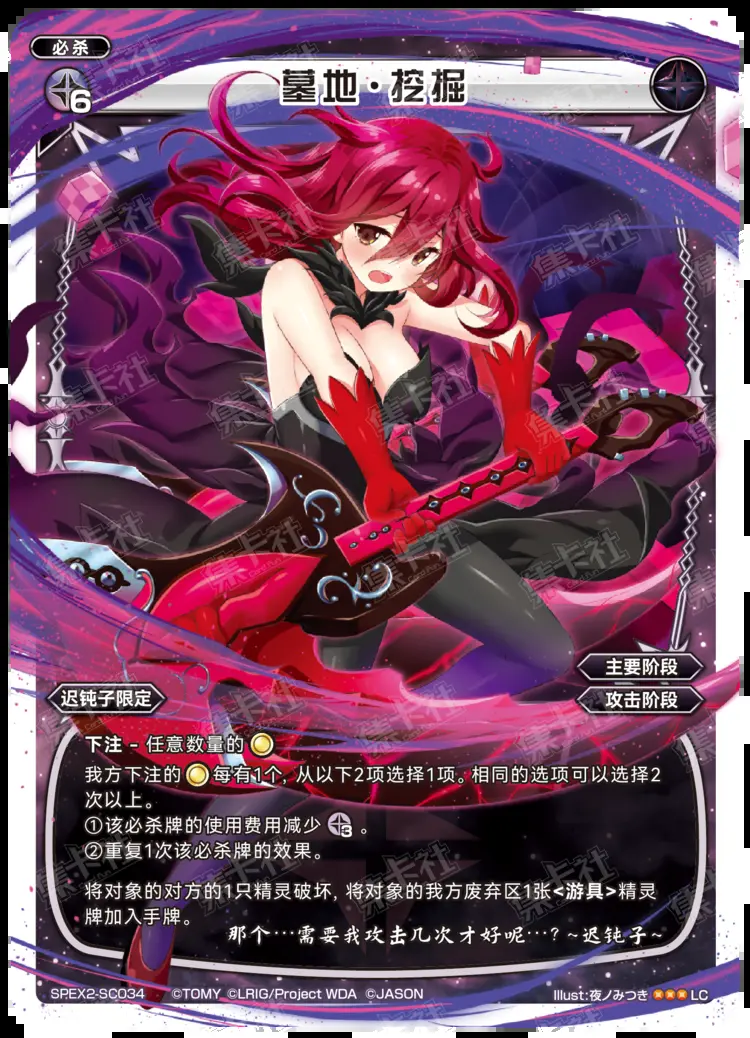 必杀
6
墓地·挖掘
主要阶段
迟钝子限定
攻击阶段
下注 - 任意数量的
我方下注的 每有1个, 从以下2项选择1项。相同的选项可以选择2
次以上。
①该必杀牌的使用费用减少 3 。
②重复1次该必杀牌的效果。
将对象的对方的1只精灵破坏, 将对象的我方废弃区1张<游具>精灵
牌加入手牌。
那个…需要我攻击几次才好呢…?~迟钝子~
SPEX2-SC034 ©TOMY ©LRIG/Project WDA ©JASON Illust:夜ノみつき LC
集卡社